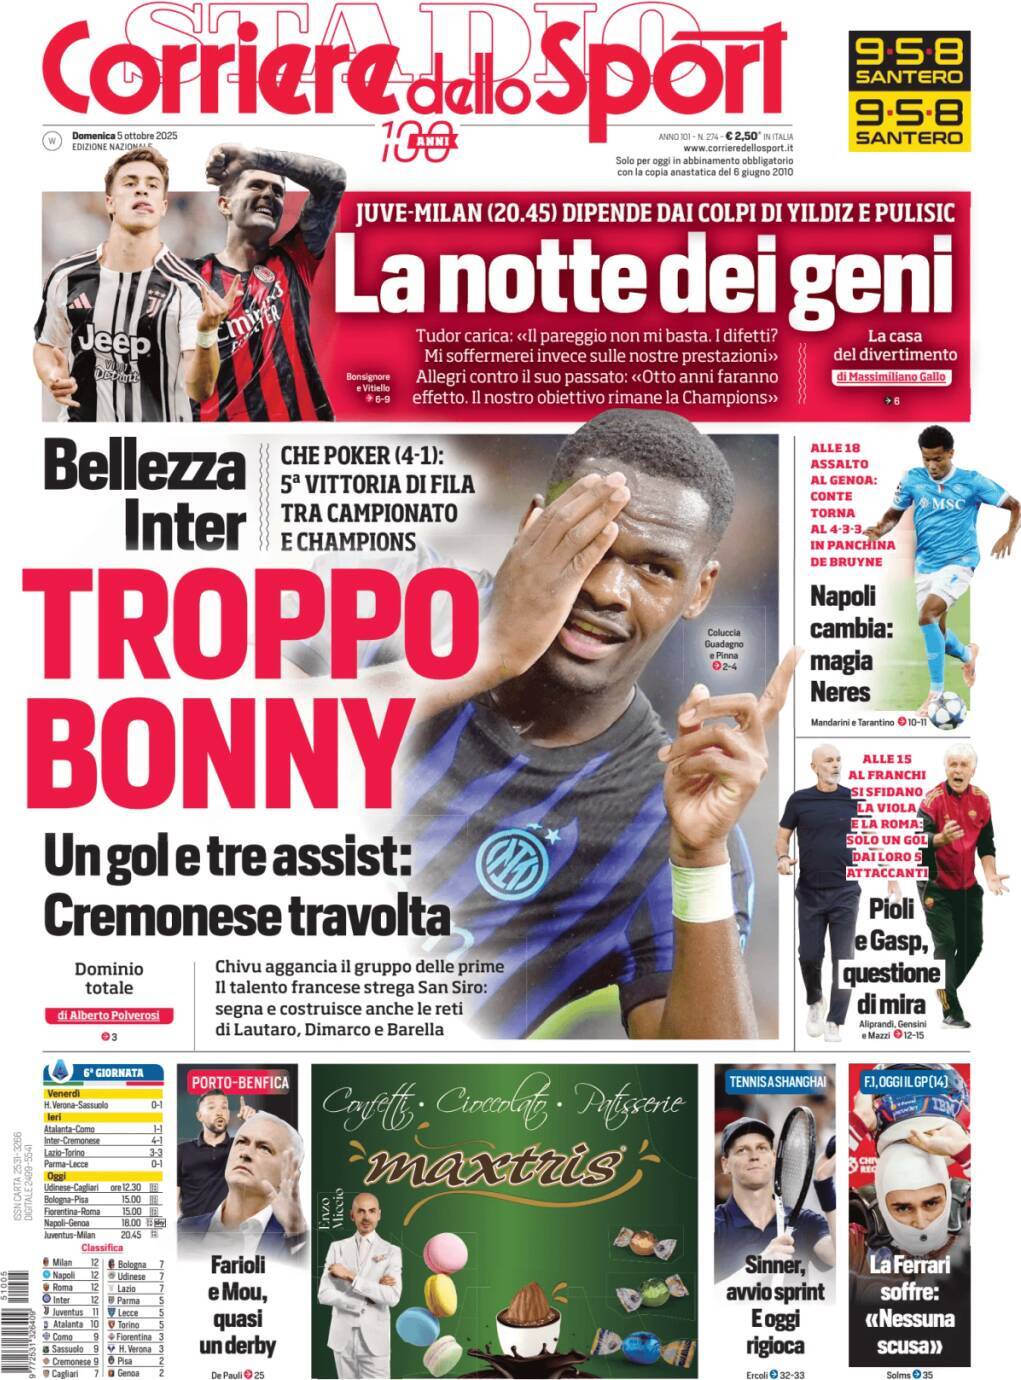 STADIO
Corriere dello Sport
100
ANNI
W
Domenica 5 ottobre 2025
EDIZIONE NAZIONALE
ANNO 101 - N. 274 - € 2,50* IN ITALIA
www.corrieredellosport.it
Solo per oggi in abbinamento obbligatorio
con la copia anastatica del 6 giugno 2010
9·5·8
SANTERO
9·5·8
SANTERO
JUVE-MILAN (20.45) DIPENDE DAI COLPI DI YILDIZ E PULISIC
La notte dei geni
Tudor carica: «Il pareggio non mi basta. I difetti?
Mi soffermerei invece sulle nostre prestazioni»
Allegri contro il suo passato: «Otto anni faranno
effetto. Il nostro obiettivo rimane la Champions»
Bonsignore
e Vitiello
6-9
La casa
del divertimento
di Massimiliano Gallo
6
Jeep
Bellezza
Inter
CHE POKER (4-1):
5ª VITTORIA DI FILA
TRA CAMPIONATO
E CHAMPIONS
TROPPO
BONNY
Un gol e tre assist:
Cremonese travolta
Dominio
totale
di Alberto Polverosi
3
Chivu aggancia il gruppo delle prime
Il talento francese strega San Siro:
segna e costruisce anche le reti
di Lautaro, Dimarco e Barella
Coluccia
Guadagno
e Pinna
2-4
ALLE 18
ASSALTO
AL GENOA:
CONTE
TORNA
AL 4-3-3,
IN PANCHINA
DE BRUYNE
MSC
Napoli
cambia:
magia
Neres
Mandarini e Tarantino 10-11
ALLE 15
AL FRANCHI
SI SFIDANO
LA VIOLA
E LA ROMA:
SOLO UN GOL
DAI LORO 5
ATTACCANTI
Pioli
e Gasp,
questione
di mira
Aliprandi, Gensini
e Mazzi 12-15
6ª GIORNATA
Venerdì
H. Verona-Sassuolo 0-1
Ieri
Atalanta-Como 1-1
Inter-Cremonese 4-1
Lazio-Torino 3-3
Parma-Lecce 0-1
Oggi
Udinese-Cagliari ore 12.30
Bologna-Pisa 15.00
Fiorentina-Roma 15.00
Napoli-Genoa 18.00 sky
Juventus-Milan 20.45
Classifica
Milan 12
Napoli 12
Roma 12
Inter 12
Juventus 11
Atalanta 10
Como 9
Sassuolo 9
Cremonese 9
Cagliari 7
Bologna 7
Udinese 7
Lazio 7
Parma 5
Lecce 5
Torino 5
Fiorentina 3
H. Verona 3
Pisa 2
Genoa 2
ISSN CARTA 2531-3266
DIGITALE 2499-5541
51005
9 772531 326409
PORTO-BENFICA
Farioli
e Mou,
quasi
un derby
De Pauli 25
Confetti · Cioccolato · Patisserie
maxtris
Enzo
Miccio
TENNIS A SHANGHAI
Sinner,
avvio sprint
E oggi
rigioca
Ercoli 32-33
F.1, OGGI IL GP (14)
IBM
La Ferrari
soffre:
«Nessuna
scusa»
Solms 35